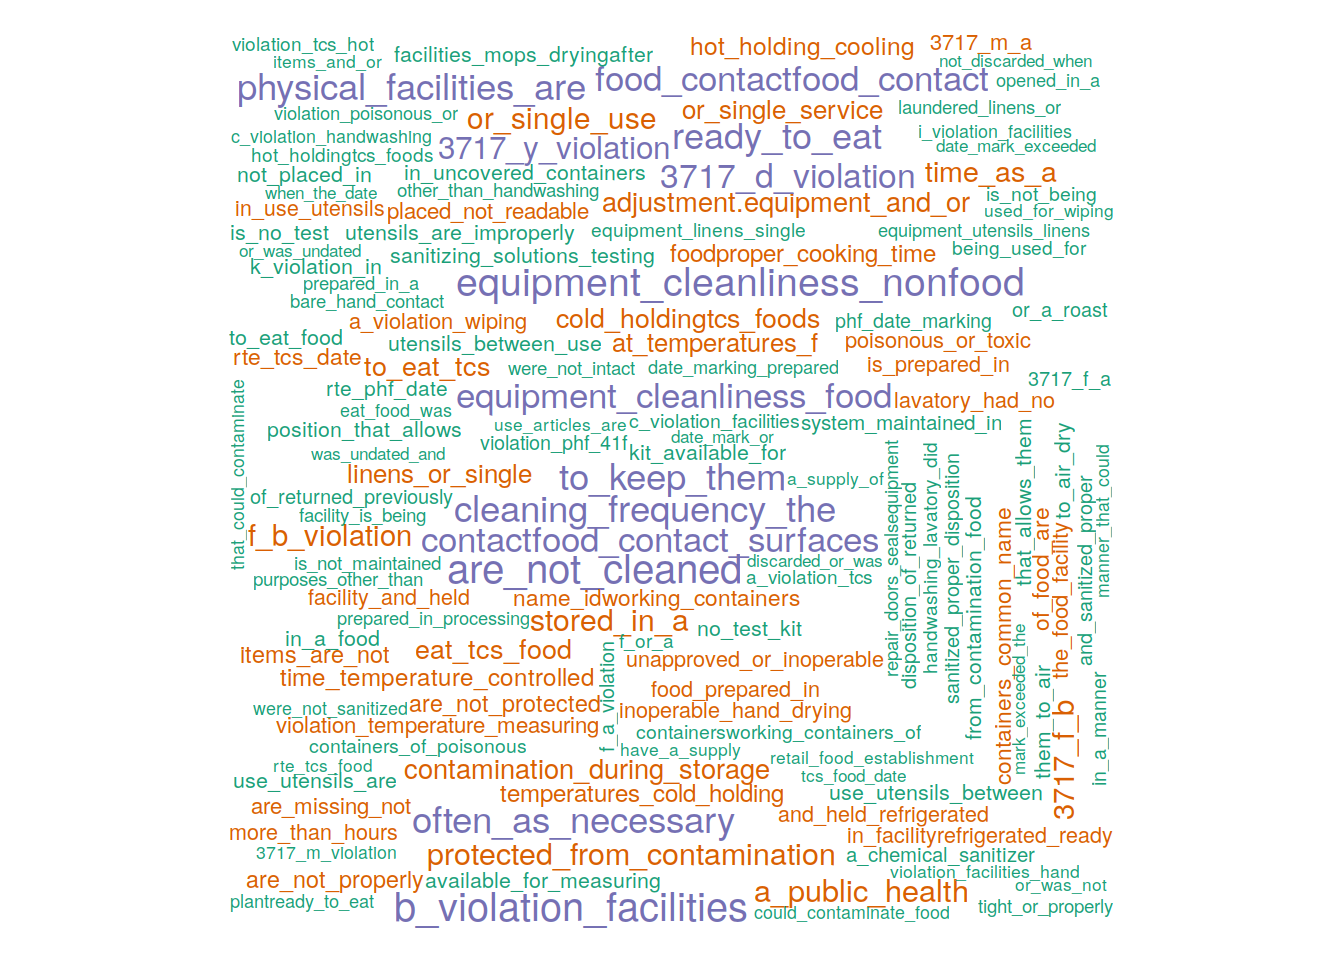 violation_tcs_hot
facilities_mops_dryingafter
hot_holding_cooling
3717_m_a
items_and_or
not_discarded_when
physical_facilities_are
food_contactfood_contact
opened_in_a
violation_poisonous_or
or_single_use
or_single_service
laundered_linens_or
c_violation_handwashing
3717_y_violation
ready_to_eat
i_violation_facilities
date_mark_exceeded
hot_holdingtcs_foods
not_placed_in
in_uncovered_containers
3717_d_violation
time_as_a
when_the_date
other_than_handwashing
is_not_being
in_use_utensils
placed_not_readable
adjustment.equipment_and_or
used_for_wiping
is_no_test
utensils_are_improperly
equipment_linens_single
equipment_utensils_linens
or_was_undated
sanitizing_solutions_testing
foodproper_cooking_time
being_used_for
k_violation_in
prepared_in_a
equipment_cleanliness_nonfood
bare_hand_contact
or_a_roast
a_violation_wiping
cold_holdingtcs_foods
phf_date_marking
to_eat_food
utensils_between_use
at_temperatures_f
poisonous_or_toxic
rte_tcs_date
to_eat_tcs
were_not_intact
date_marking_prepared
is_prepared_in
3717_f_a
rte_phf_date
equipment_cleanliness_food
lavatory_had_no
eat_food_was
use_articles_are
c_violation_facilities
system_maintained_in
position_that_allows
violation_phf_41f
date_mark_or
was_undated_and
kit_available_for
that_could_contaminate
linens_or_single
to_keep_them
a_supply_of
of_returned_previously
cleaning_frequency_the
facility_is_being
f_b_violation
contactfood_contact_surfaces
is_not_maintained
are_not_cleaned
discarded_or_was
purposes_other_than
a_violation_tcs
facility_and_held
name_idworking_containers
prepared_in_processing
stored_in_a
no_test_kit
in_a_food
f_or_a
items_are_not
eat_tcs_food
unapproved_or_inoperable
time_temperature_controlled
f_a_violation
food_prepared_in
were_not_sanitized
are_not_protected
inoperable_hand_drying
violation_temperature_measuring
containersworking_containers_of
containers_of_poisonous
have_a_supply
retail_food_establishment
repair_doors_sealsequipment
disposition_of_returned
handwashing_lavatory_did
sanitized_proper_disposition
from_contamination_food
containers_common_name
mark_exceeded_the
that_allows_them
of_food_are
them_to_air
to_air_dry
the_food_facility
3717_f_b
and_sanitized_proper
manner_that_could
in_a_manner
rte_tcs_food
contamination_during_storage
tcs_food_date
use_utensils_are
temperatures_cold_holding
use_utensils_between
are_missing_not
often_as_necessary
and_held_refrigerated
more_than_hours
in_facilityrefrigerated_ready
3717_m_violation
protected_from_contamination
a_chemical_sanitizer
are_not_properly
available_for_measuring
violation_facilities_hand
a_public_health
or_was_not
plantready_to_eat
b_violation_facilities
could_contaminate_food
tight_or_properly